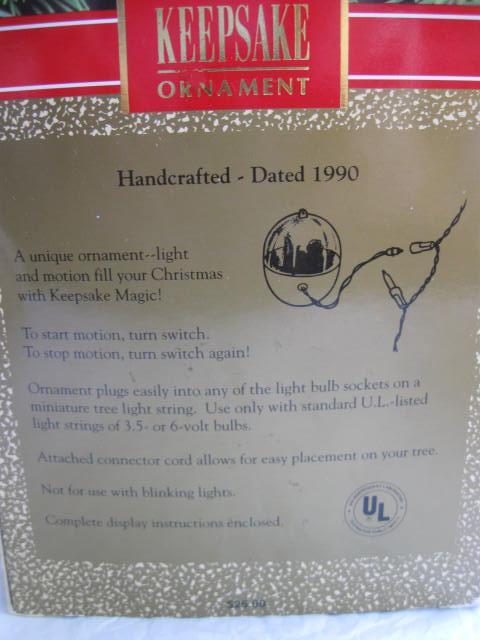 KEEPSAKE
ORNAMENT
Handcrafted - Dated 1990
A unique ornament--light
and motion fill your Christmas
with Keepsake Magic!
To start motion, turn switch.
To stop motion, turn switch again!
Ornament plugs easily into any of the light bulb sockets on a
miniature tree light string. Use only with standard U.L.-listed
light strings of 3.5- or 6-volt bulbs.
Attached connector cord allows for easy placement on your tree.
Not for use with blinking lights.
UL
Complete display instructions enclosed.